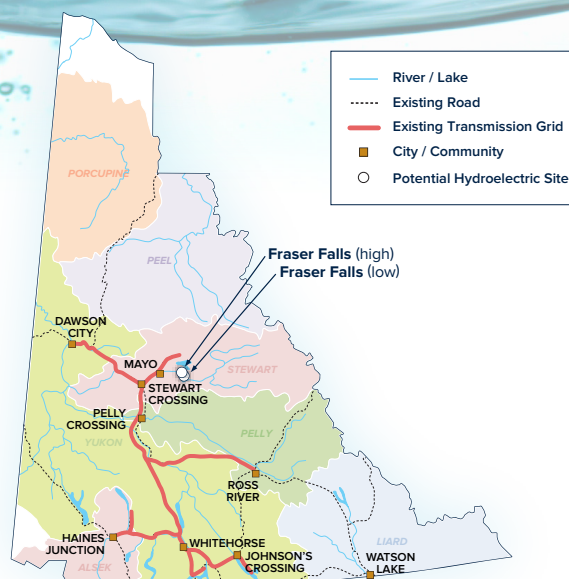 River / Lake
Existing Road
Existing Transmission Grid
City / Community
Potential Hydroelectric Site
PORCUPINE
PEEL
Fraser Falls (high)
Fraser Falls (low)
DAWSON
CITY
MAYO
STEWART
STEWART
CROSSING
PELLY
CROSSING
YUKON
PELLY
ROSS
RIVER
HAINES
JUNCTION
WHITEHORSE
LIARD
JOHNSON'S
CROSSING
WATSON
LAKE
ALSEK